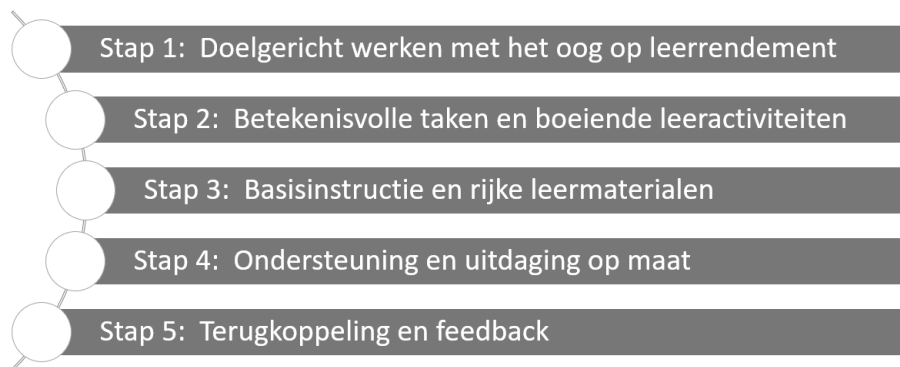 Stap 1: Doelgericht werken met het oog op leerrendement
Stap 2: Betekenisvolle taken en boeiende leeractiviteiten
Stap 3: Basisinstructie en rijke leermaterialen
Stap 4: Ondersteuning en uitdaging op maat
Stap 5: Terugkoppeling en feedback